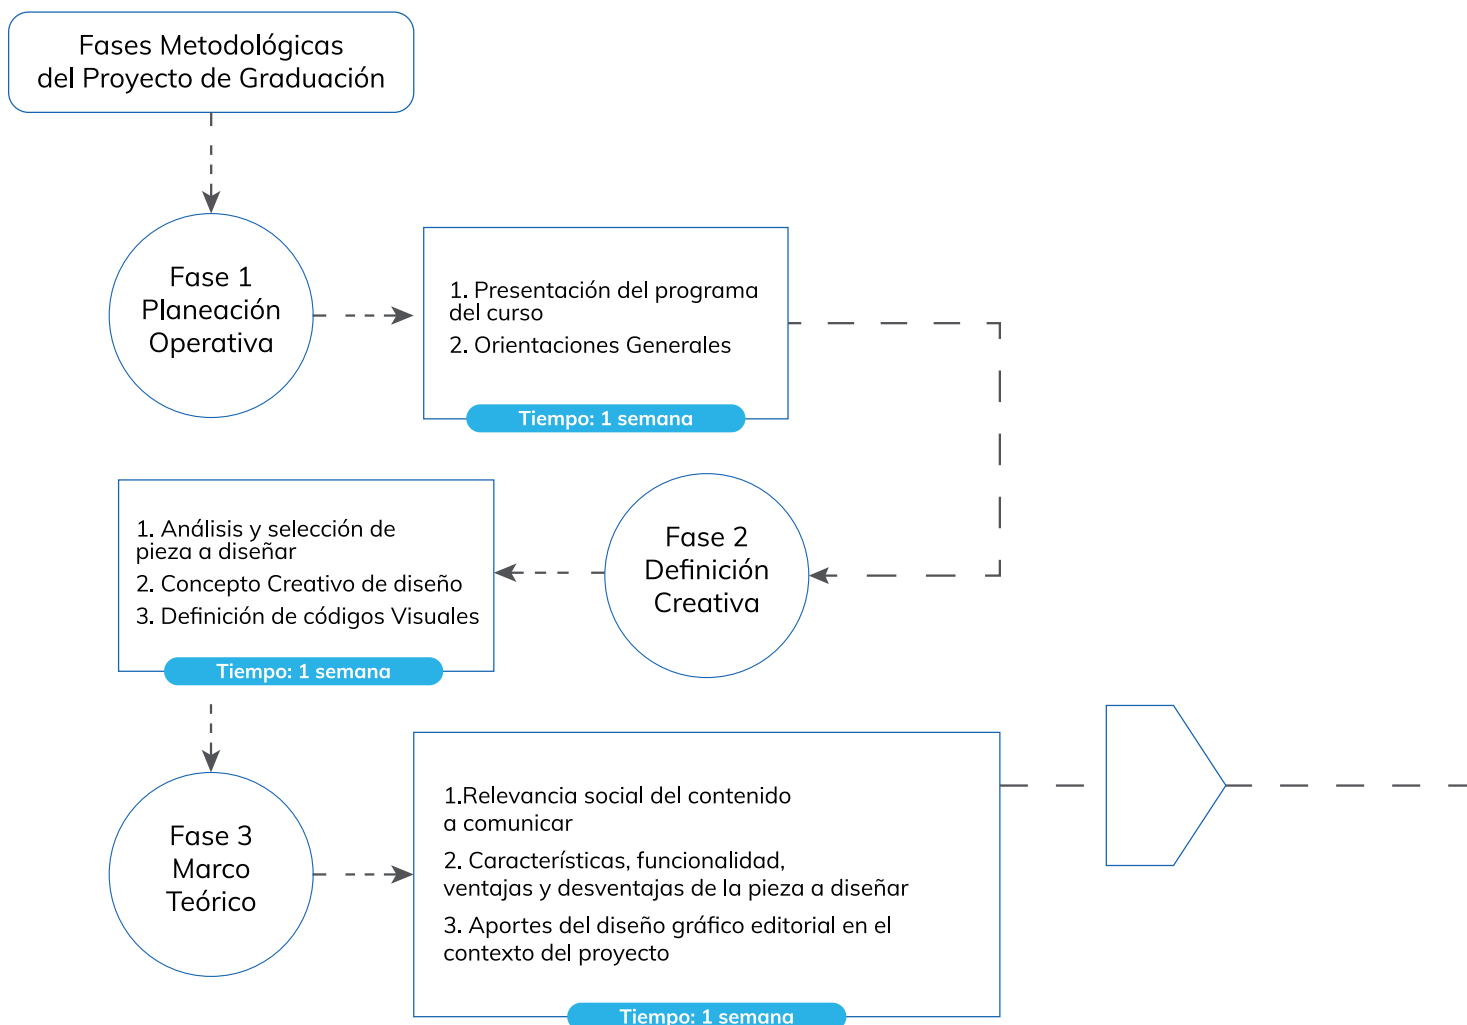 Fases Metodológicas
del Proyecto de Graduación
Fase 1
Planeación
Operativa
1. Presentación del programa
del curso
2. Orientaciones Generales
Tiempo: 1 semana
Fase 2
Definición
Creativa
1. Análisis y selección de
pieza a diseñar
2. Concepto Creativo de diseño
3. Definición de códigos Visuales
Tiempo: 1 semana
Fase 3
Marco
Teórico
1.Relevancia social del contenido
a comunicar
2. Características, funcionalidad,
ventajas y desventajas de la pieza a diseñar
3. Aportes del diseño gráfico editorial en el
contexto del proyecto
Tiempo: 1 semana